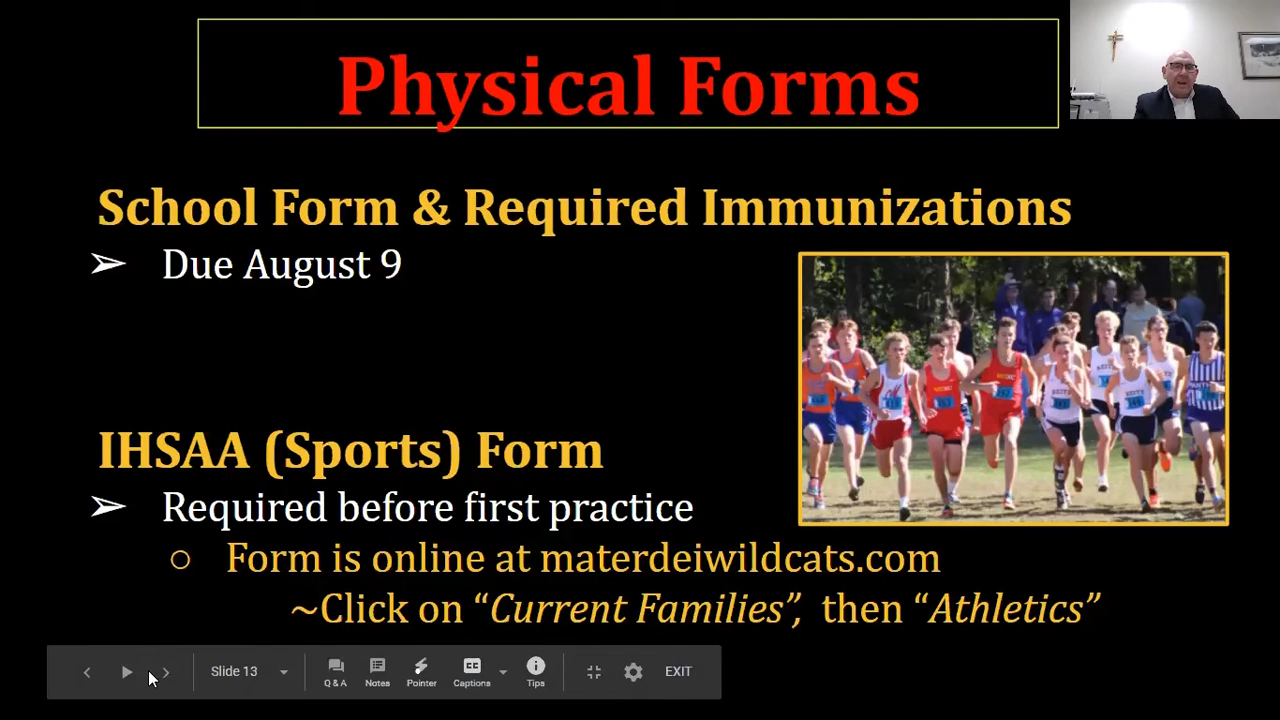 Physical Forms
School Form & Required Immunizations
➢ Due August 9
IHSAA (Sports) Form
➢ Required before first practice
○ Form is online at materdeiwildcats.com
~Click on “Current Families”, then “Athletics”
Slide 13
Q & A
Notes
Pointer
CC
Captions
Tips
EXIT